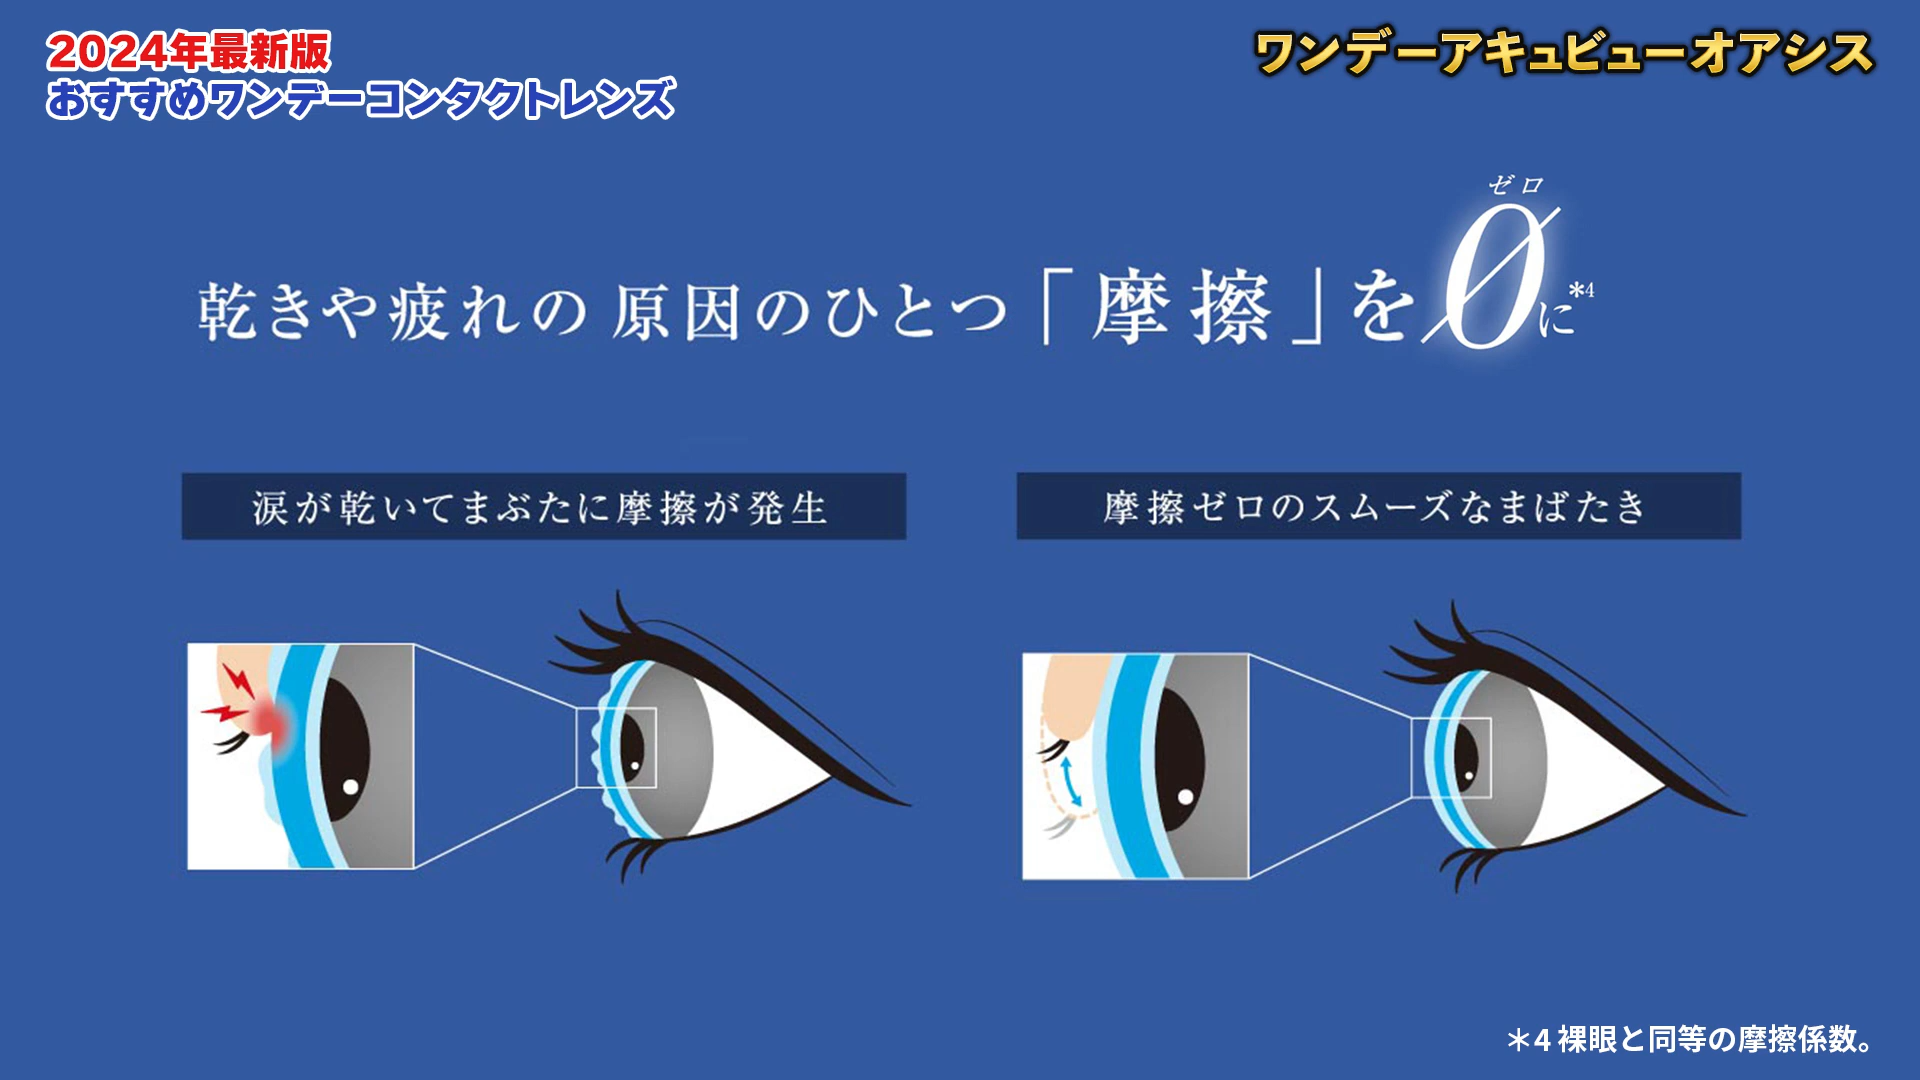 2024年最新版
おすすめワンデーコンタクトレンズ
ワンデーアキュビューオアシス
ゼロ
乾きや疲れの 原因のひとつ「摩擦」を0に*4
涙が乾いてまぶたに摩擦が発生
摩擦ゼロのスムーズなまばたき
＊4 裸眼と同等の摩擦係数。